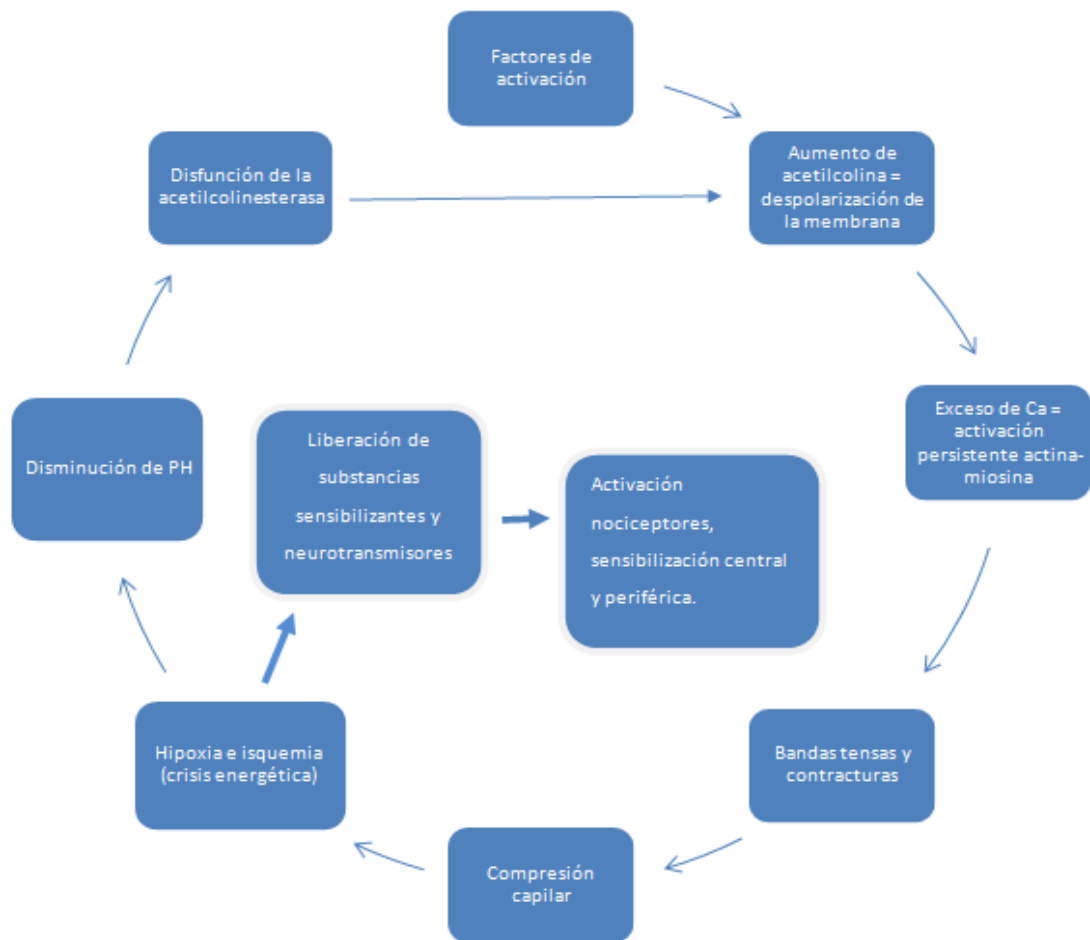 Factores de
activación
Aumento de
acetilcolina =
despolarización de
la membrana
Disfunción de la
acetilcolinesterasa
Exceso de Ca =
activación
persistente actina-
miosina
Disminución de PH
Liberación de
substancias
sensibilizantes y
neurotransmisores
Activación
nociceptores,
sensibilización central
y periférica.
Hipoxia e isquemia
(crisis energética)
Bandas tensas y
contracturas
Compresión
capilar